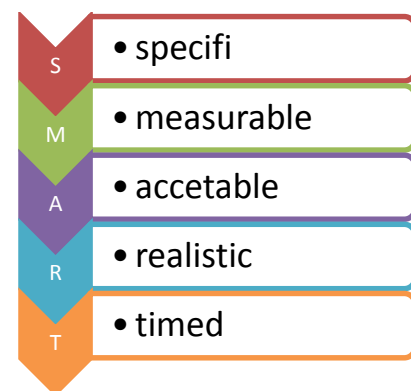 S
• specifi
M
• measurable
A
• accetable
R
• realistic
T
• timed